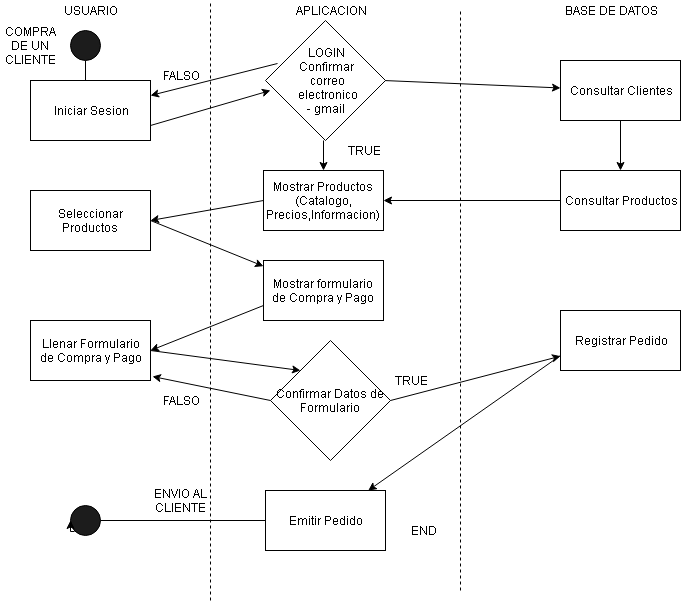 USUARIO
APLICACION
BASE DE DATOS
COMPRA
DE UN
CLIENTE
LOGIN
Confirmar
correo
electronico
- gmail
FALSO
Iniciar Sesion
Consultar Clientes
TRUE
Mostrar Productos
(Catalogo,
Precios,Informacion)
Seleccionar
Productos
Consultar Productos
Mostrar formulario
de Compra y Pago
Llenar Formulario
de Compra y Pago
Registrar Pedido
TRUE
Confirmar Datos de
Formulario
FALSO
ENVIO AL
CLIENTE
Emitir Pedido
END